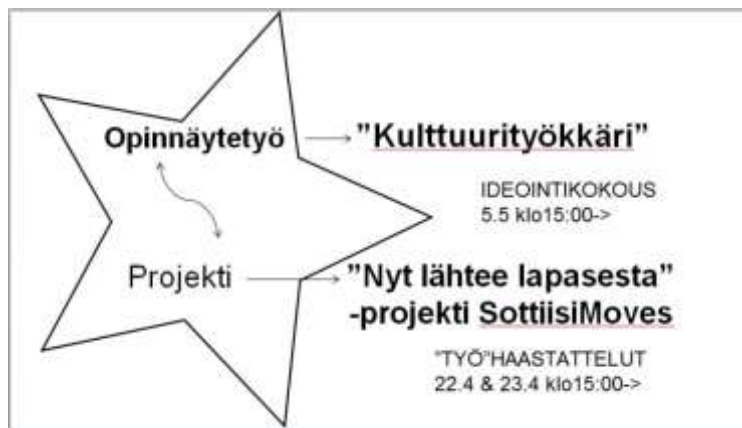 Opinnäytetyö
"Kulttuurityökkäri"
IDEOINTIKOKOUS
5.5 klo15:00->
Projekti
"Nyt lähtee lapasesta"
-projekti SottiisiMoves
"TYÖ"HAASTATTELUT
22.4 & 23.4 klo15:00->